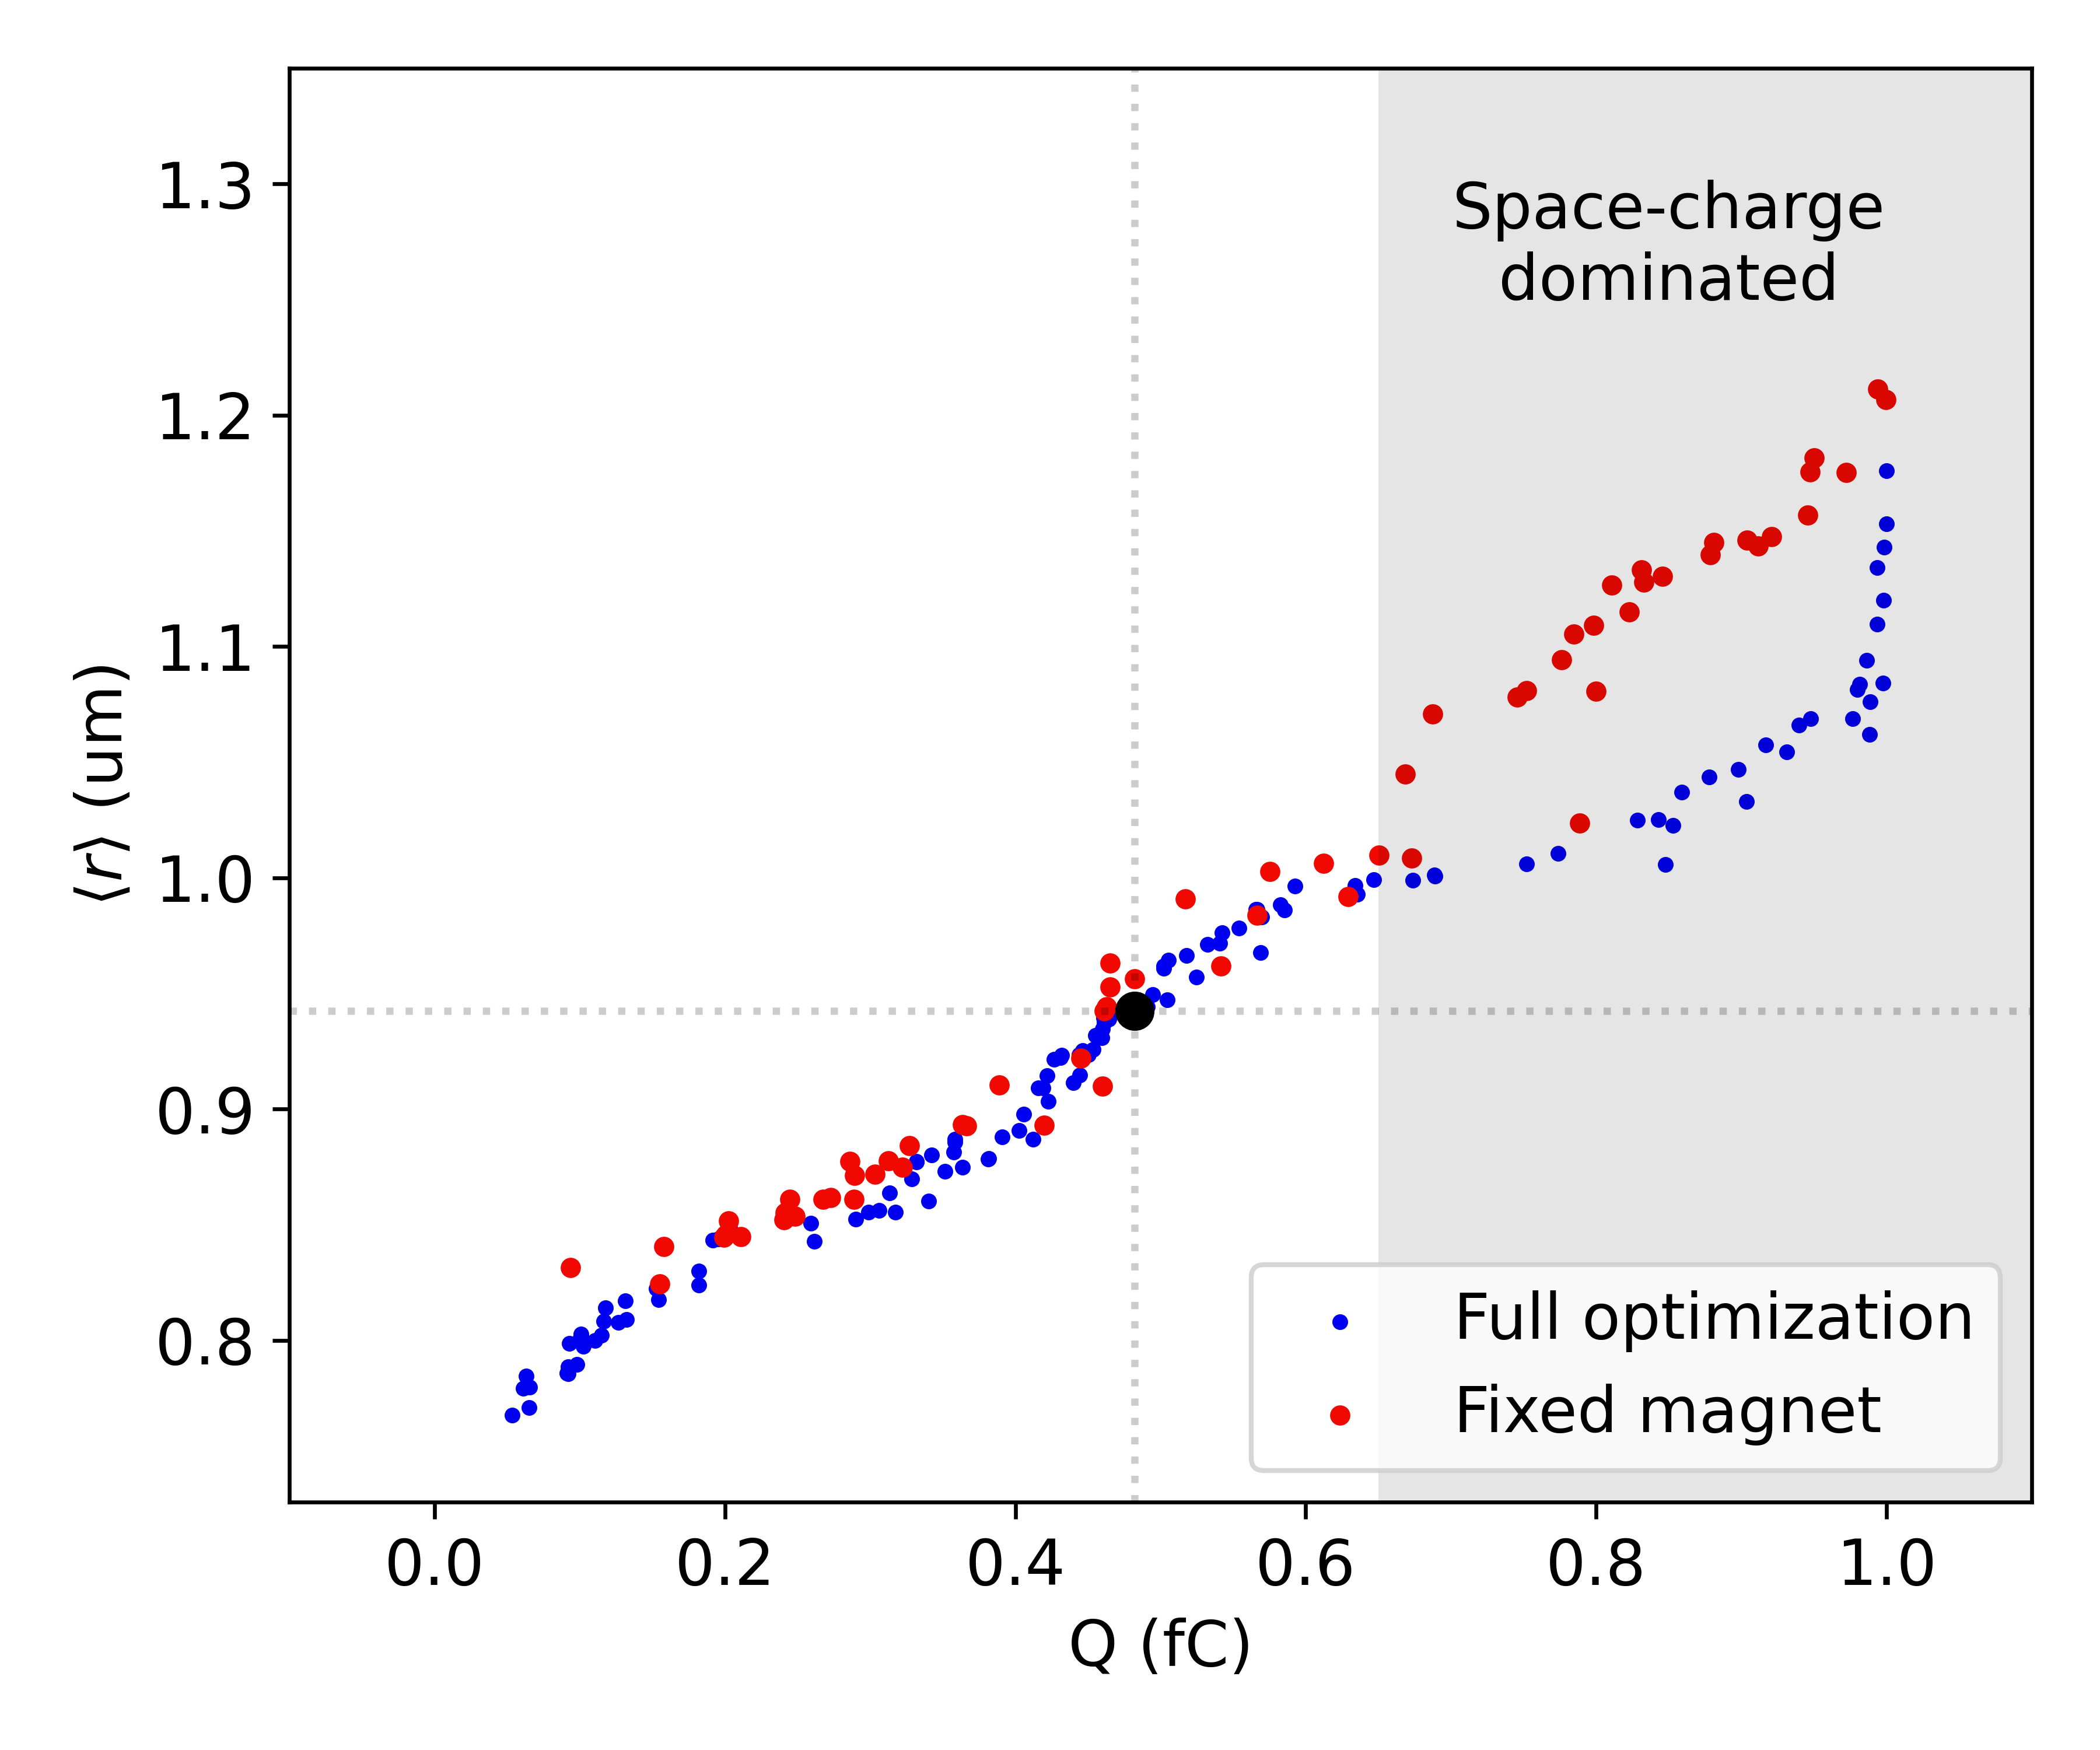 1.3
1.2
1.1
1.0
0.9
0.8
⟨r⟩ (um)
Space-charge
dominated
Full optimization
Fixed magnet
0.0 0.2 0.4 0.6 0.8 1.0
Q (fC)